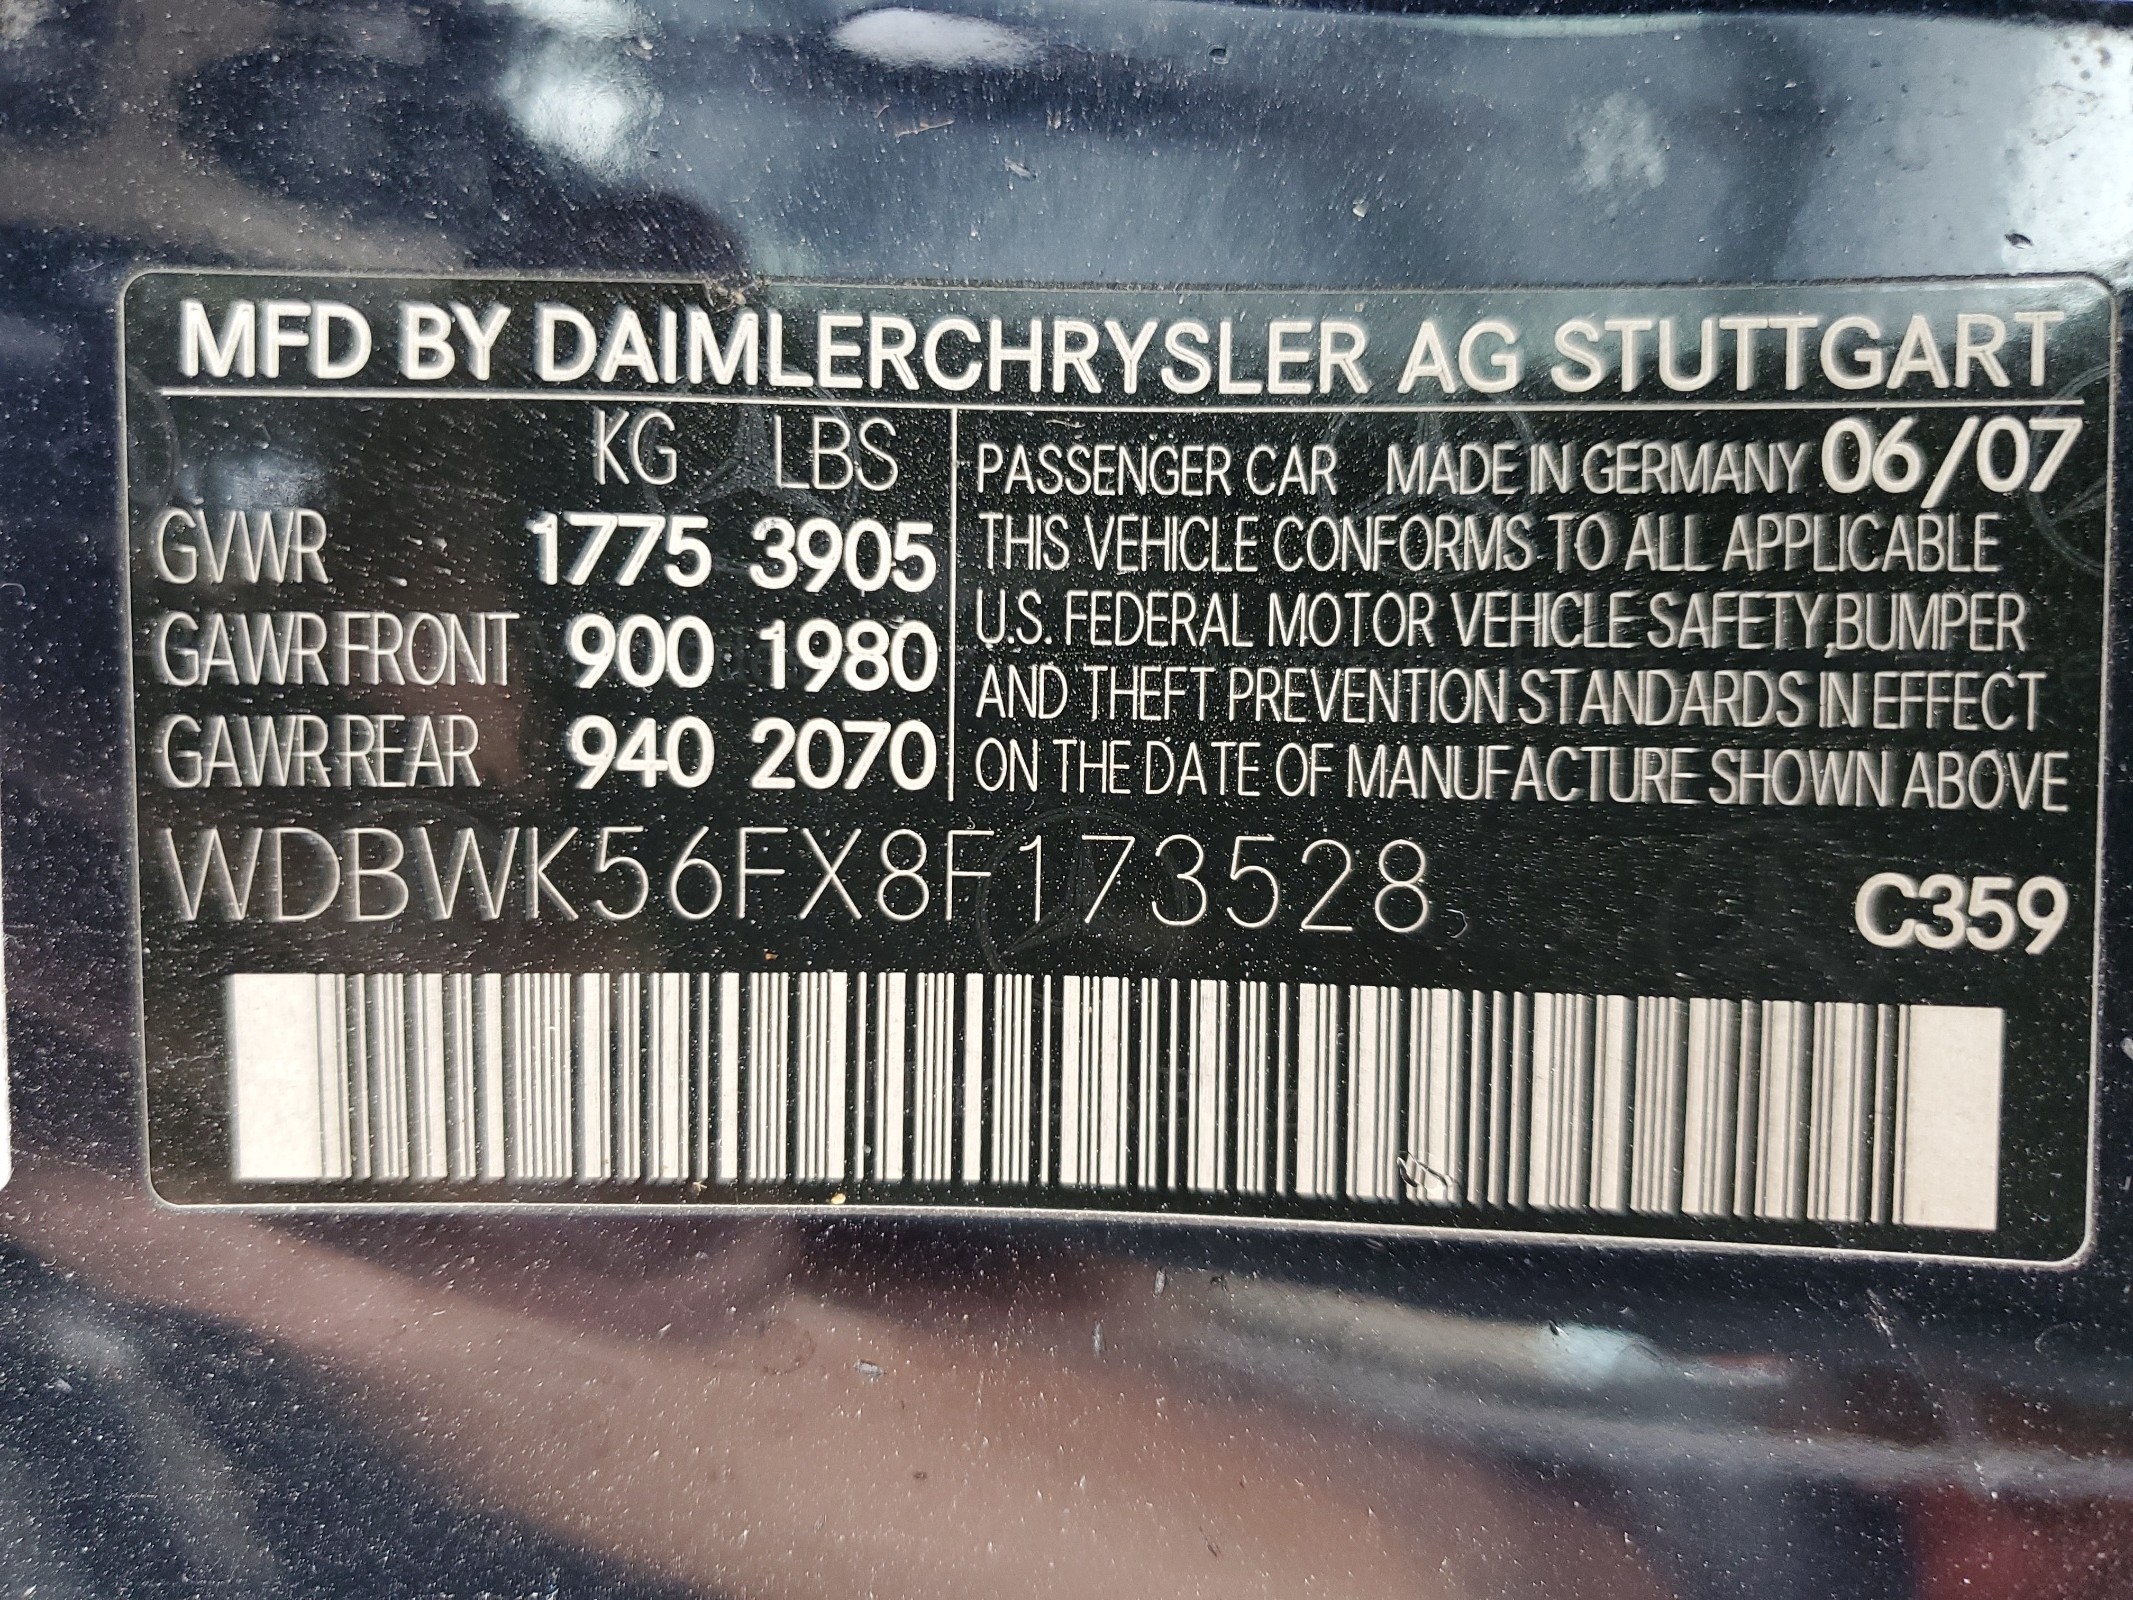 MFD BY DAIMLERCHRYSLER AG STUTTGART
KG LBS
GVWR 1775 3905
GAWR FRONT 900 1980
GAWR REAR 940 2070
PASSENGER CAR MADE IN GERMANY 06/07
THIS VEHICLE CONFORMS TO ALL APPLICABLE
U.S. FEDERAL MOTOR VEHICLE SAFETY,BUMPER
AND THEFT PREVENTION STANDARDS IN EFFECT
ON THE DATE OF MANUFACTURE SHOWN ABOVE
WDBWK56FX8F173528
C359